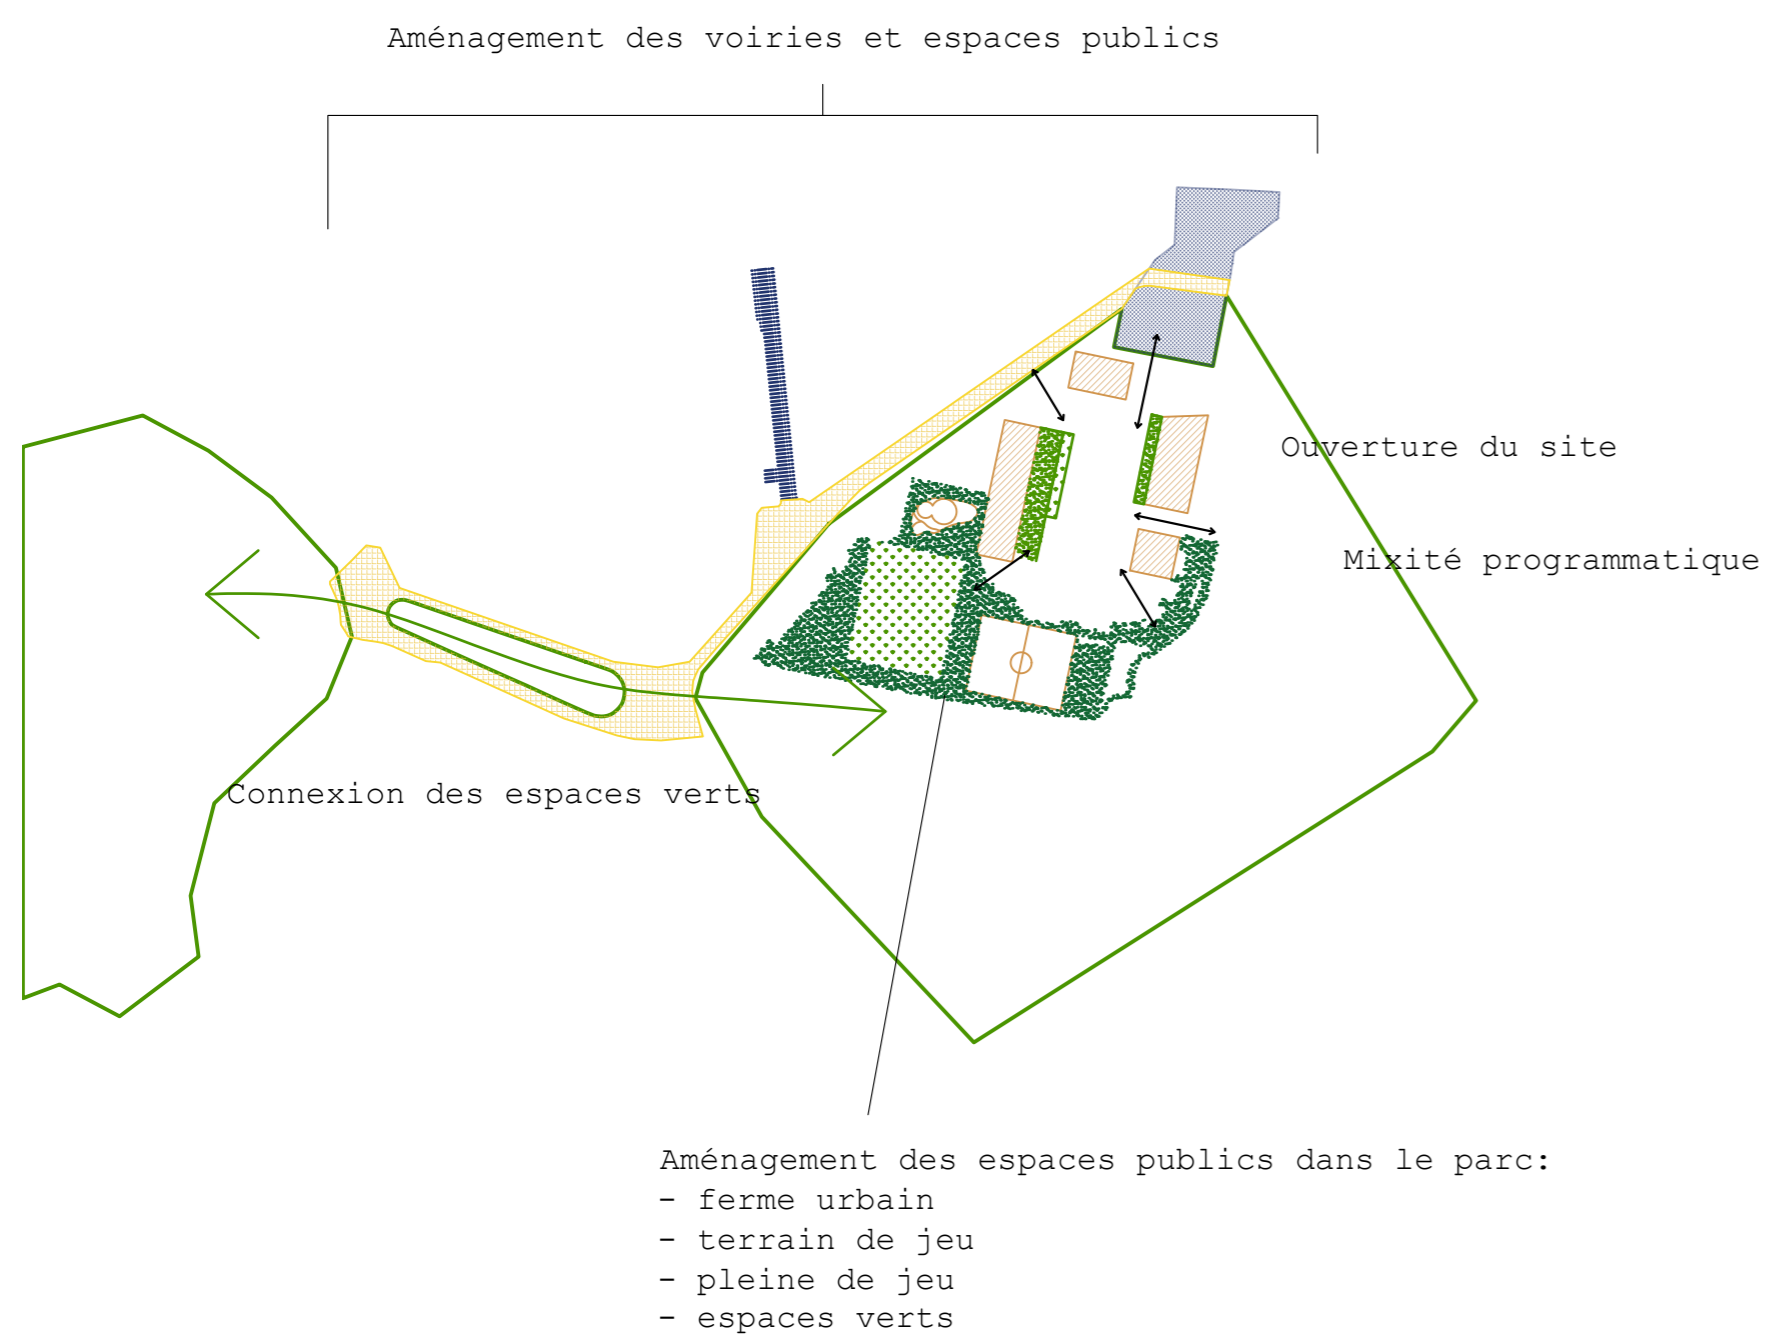 Aménagement des voiries et espaces publics
Ouverture du site
Mixité programmatique
Connexion des espaces verts
Aménagement des espaces publics dans le parc:
- ferme urbain
- terrain de jeu
- pleine de jeu
- espaces verts